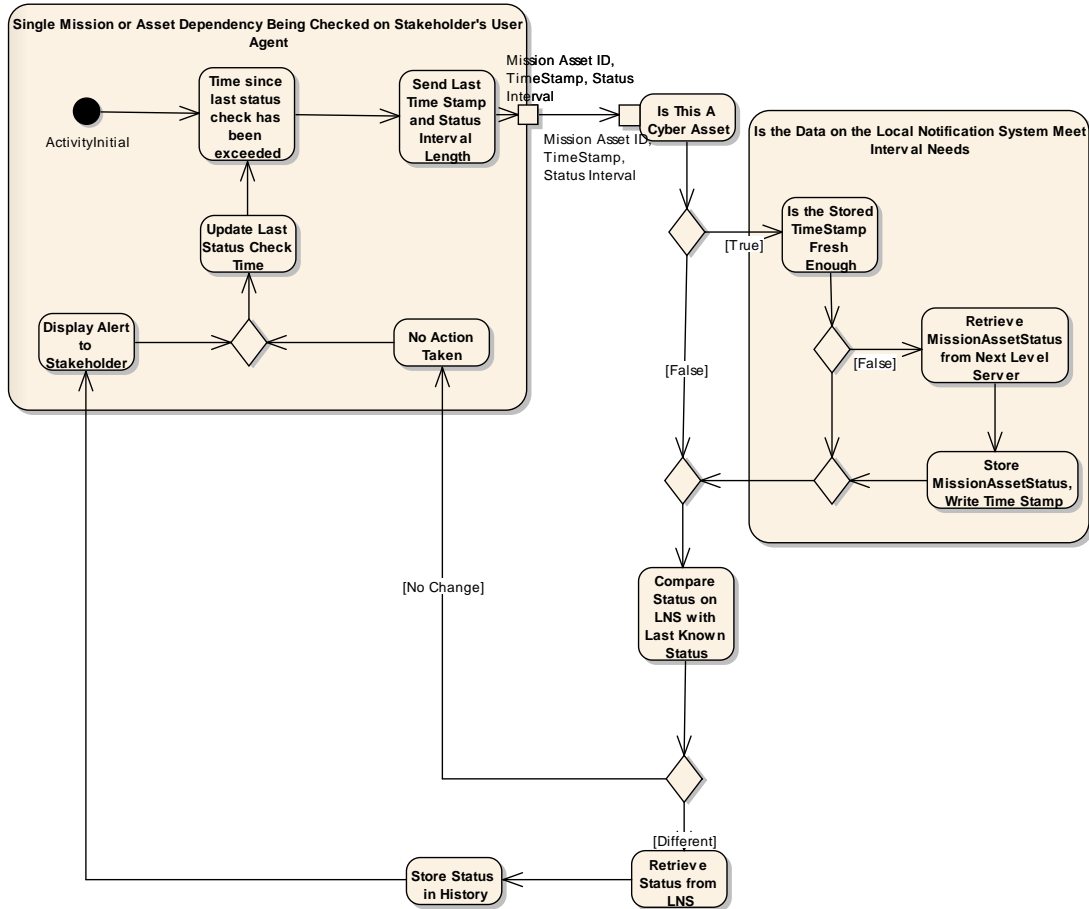 Single Mission or Asset Dependency Being Checked on Stakeholder's User
Agent
ActivityInitial
Time since
last status
check has
been
exceeded
Send Last
Time Stamp
and Status
Interval
Length
Mission Asset ID,
TimeStamp, Status
Interval
Mission Asset ID,
TimeStamp,
Status Interval
Is This A
Cyber Asset
Is the Data on the Local Notification System Meet
Interval Needs
Is the Stored
TimeStamp
Fresh
Enough
[True]
Update Last
Status Check
Time
Display Alert
to
Stakeholder
No Action
Taken
[False]
[False]
Retrieve
MissionAssetStatus
from Next Level
Server
Store
MissionAssetStatus,
Write Time Stamp
[No Change]
Compare
Status on
LNS with
Last Known
Status
[Different]
Store Status
in History
Retrieve
Status from
LNS